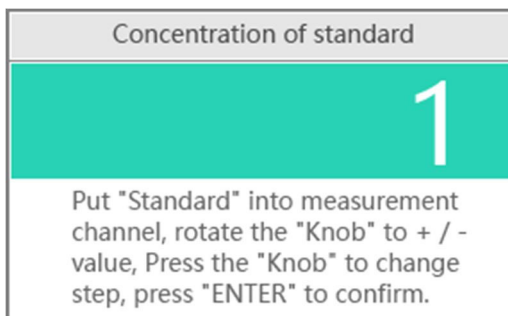 Concentration of standard
1
Put "Standard" into measurement
channel, rotate the "Knob" to + / -
value, Press the "Knob" to change
step, press "ENTER" to confirm.